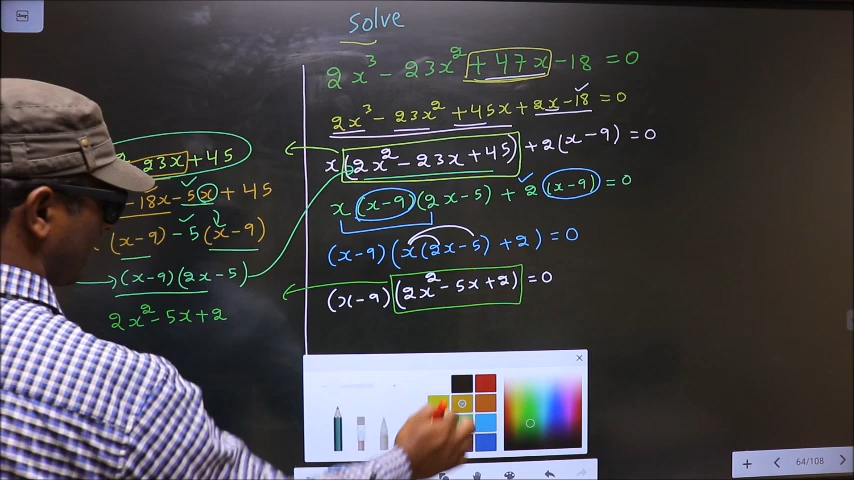 solve
2x³ - 23x² + 47x - 18 = 0
2x³ - 23x² + 45x + 2x - 18 = 0
x(2x² - 23x + 45) + 2(x - 9) = 0
x(x-9)(2x-5) + 2(x-9) = 0
(x-9)(x(2x-5) + 2) = 0
(x-9)(2x² - 5x + 2) = 0
23x + 45
- 18x - 5x + 45
(x-9) - 5(x-9)
(x-9)(2x-5)
2x² - 5x + 2
64/108